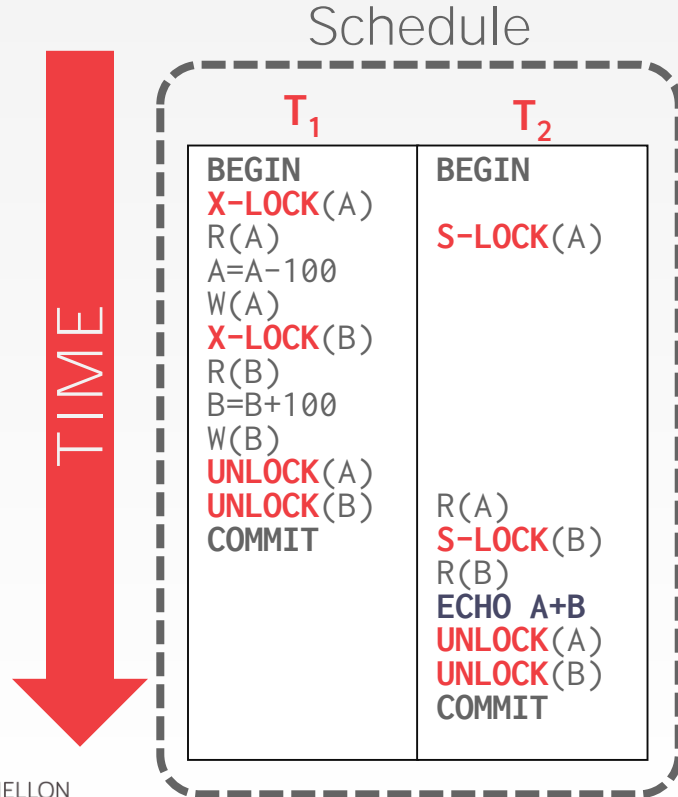 Schedule
TIME
T1
BEGIN
X-LOCK(A)
R(A)
A=A-100
W(A)
X-LOCK(B)
R(B)
B=B+100
W(B)
UNLOCK(A)
UNLOCK(B)
COMMIT
T2
BEGIN
S-LOCK(A)
R(A)
S-LOCK(B)
R(B)
ECHO A+B
UNLOCK(A)
UNLOCK(B)
COMMIT